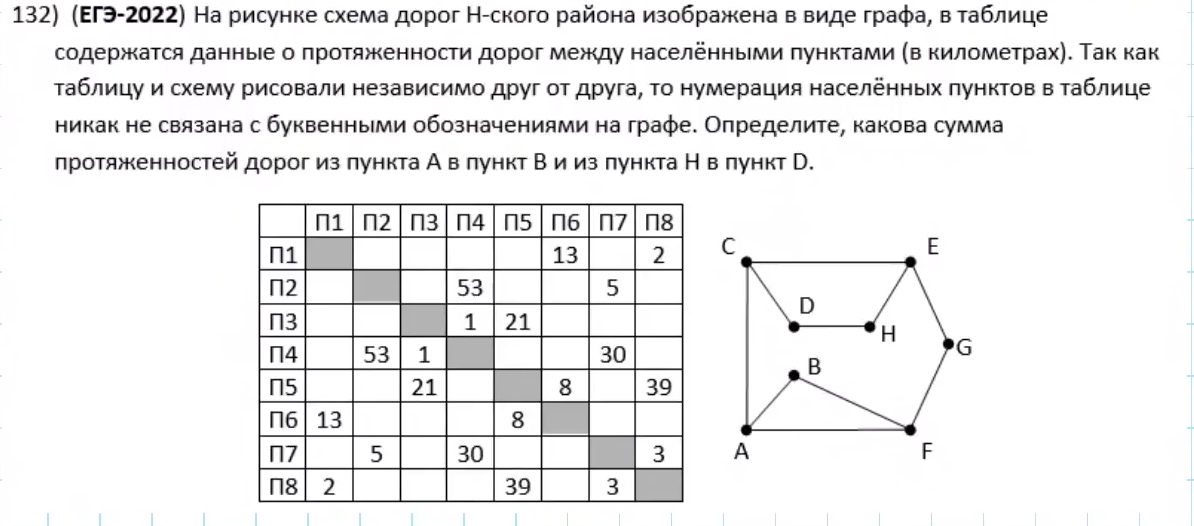 132) (ЕГЭ-2022) На рисунке схема дорог Н-ского района изображена в виде графа, в таблице
содержатся данные о протяженности дорог между населёнными пунктами (в километрах). Так как
таблицу и схему рисовали независимо друг от друга, то нумерация населённых пунктов в таблице
никак не связана с буквенными обозначениями на графе. Определите, какова сумма
протяженностей дорог из пункта A в пункт B и из пункта H в пункт D.
П1 П2 П3 П4 П5 П6 П7 П8
П1 13 2
П2 53 5
П3 1 21
П4 53 1 30
П5 21 8 39
П6 13 8
П7 5 30 3
П8 2 39 3
C E
D
H
G
B
A F